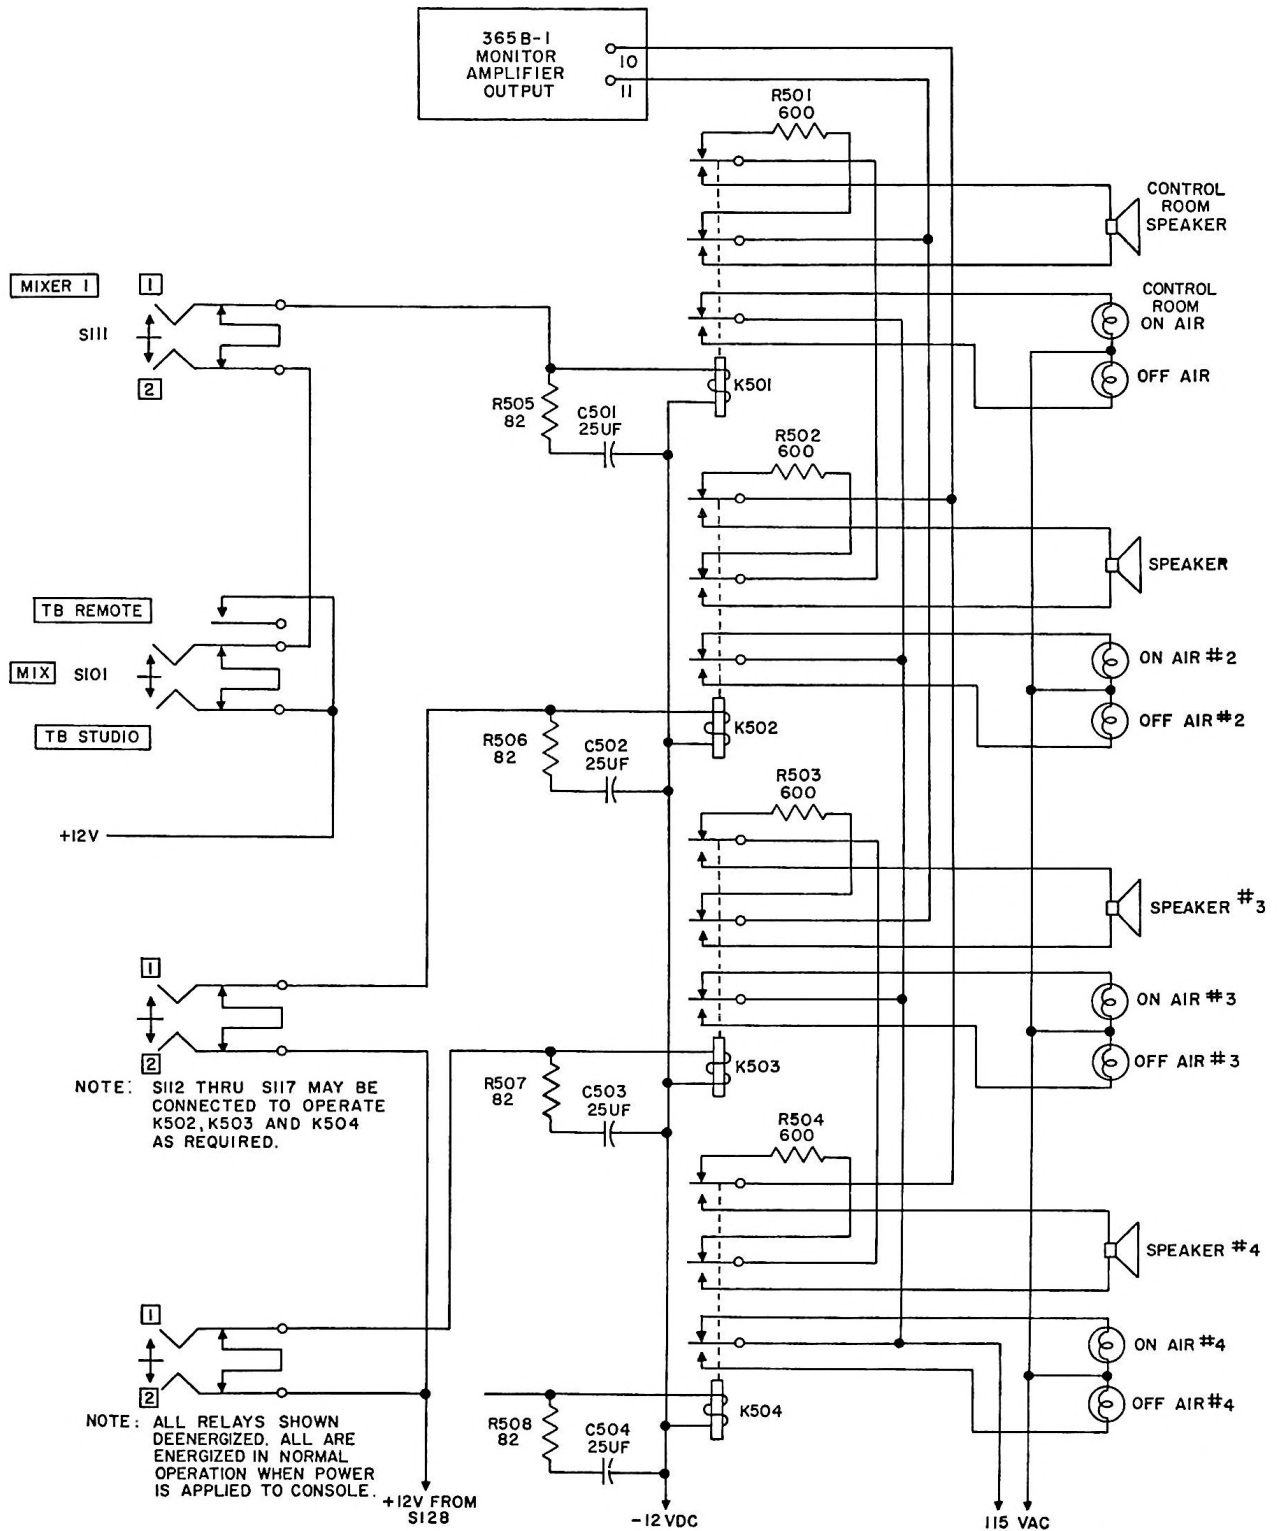 365B-1
MONITOR
AMPLIFIER
OUTPUT
10
11
R501
600
CONTROL
ROOM
SPEAKER
MIXER 1
1
S111
2
CONTROL
ROOM
ON AIR
OFF AIR
K501
R505
82
C501
25UF
R502
600
SPEAKER
TB REMOTE
MIX
S101
TB STUDIO
ON AIR #2
OFF AIR #2
K502
R506
82
C502
25UF
+12V
R503
600
SPEAKER #3
1
2
NOTE: S112 THRU S117 MAY BE
CONNECTED TO OPERATE
K502, K503 AND K504
AS REQUIRED.
ON AIR #3
OFF AIR #3
K503
R507
82
C503
25UF
R504
600
SPEAKER #4
1
2
NOTE: ALL RELAYS SHOWN
DEENERGIZED. ALL ARE
ENERGIZED IN NORMAL
OPERATION WHEN POWER
IS APPLIED TO CONSOLE.
ON AIR #4
OFF AIR #4
K504
R508
82
C504
25UF
+12V FROM
S128
-12VDC
115 VAC